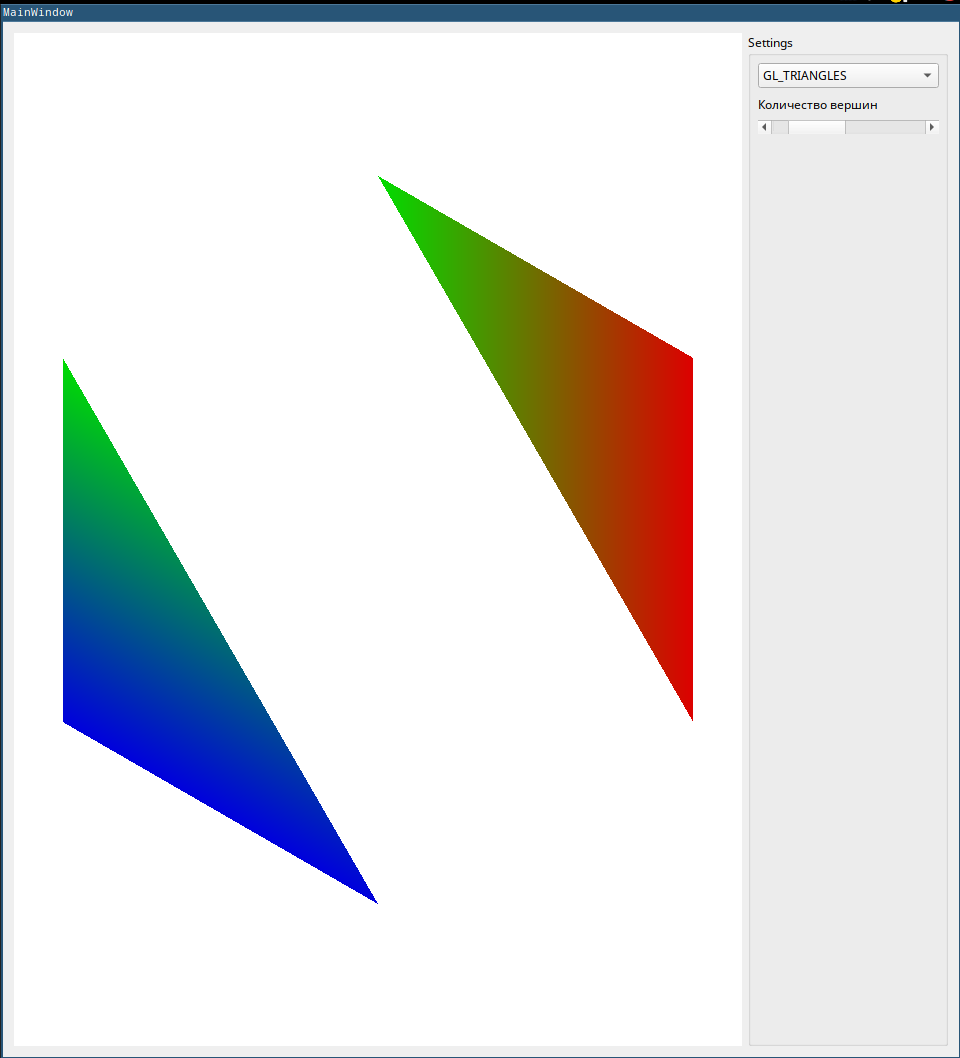 MainWindow
Settings
GL_TRIANGLES
Количество вершин